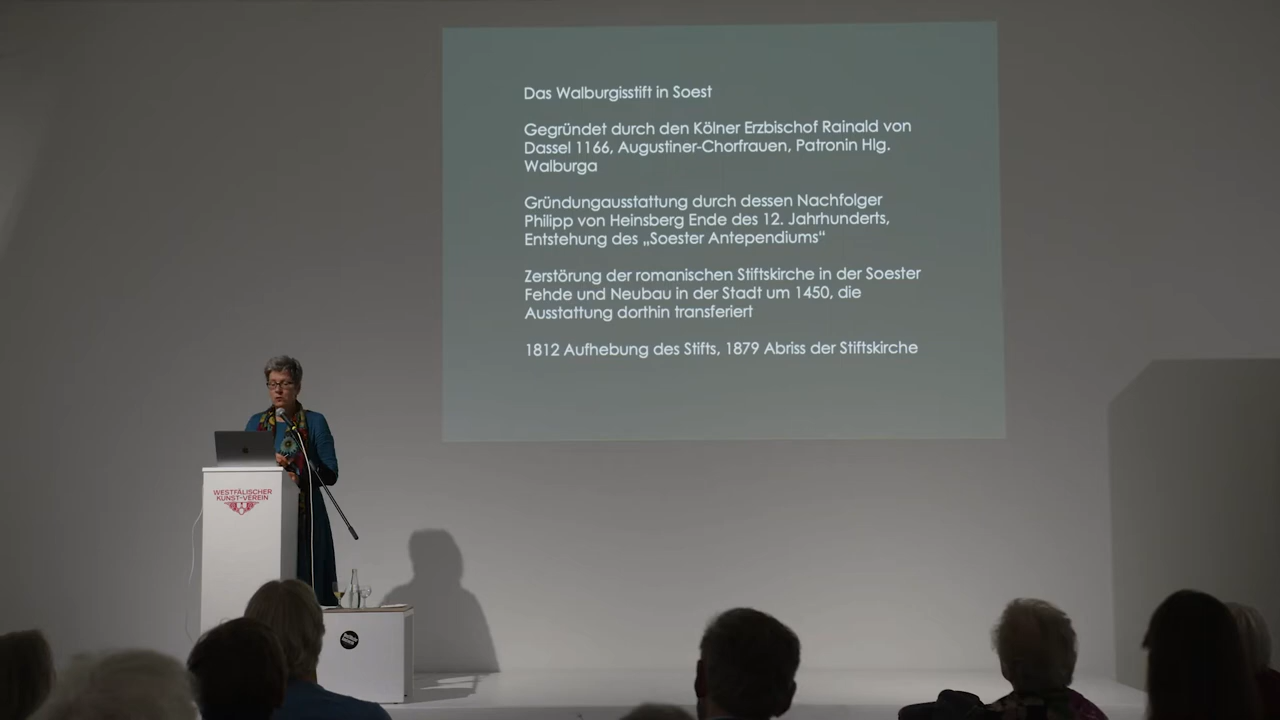 Das Walburgisstift in Soest
Gegründet durch den Kölner Erzbischof Rainald von
Dassel 1166, Augustiner-Chorfrauen, Patronin Hlg.
Walburga
Gründungausstattung durch dessen Nachfolger
Philipp von Heinsberg Ende des 12. Jahrhunderts,
Entstehung des „Soester Antependiums“
Zerstörung der romanischen Stiftskirche in der Soester
Fehde und Neubau in der Stadt um 1450, die
Ausstattung dorthin transferiert
1812 Aufhebung des Stifts, 1879 Abriss der Stiftskirche
WESTFÄLISCHER
KUNST-VEREIN